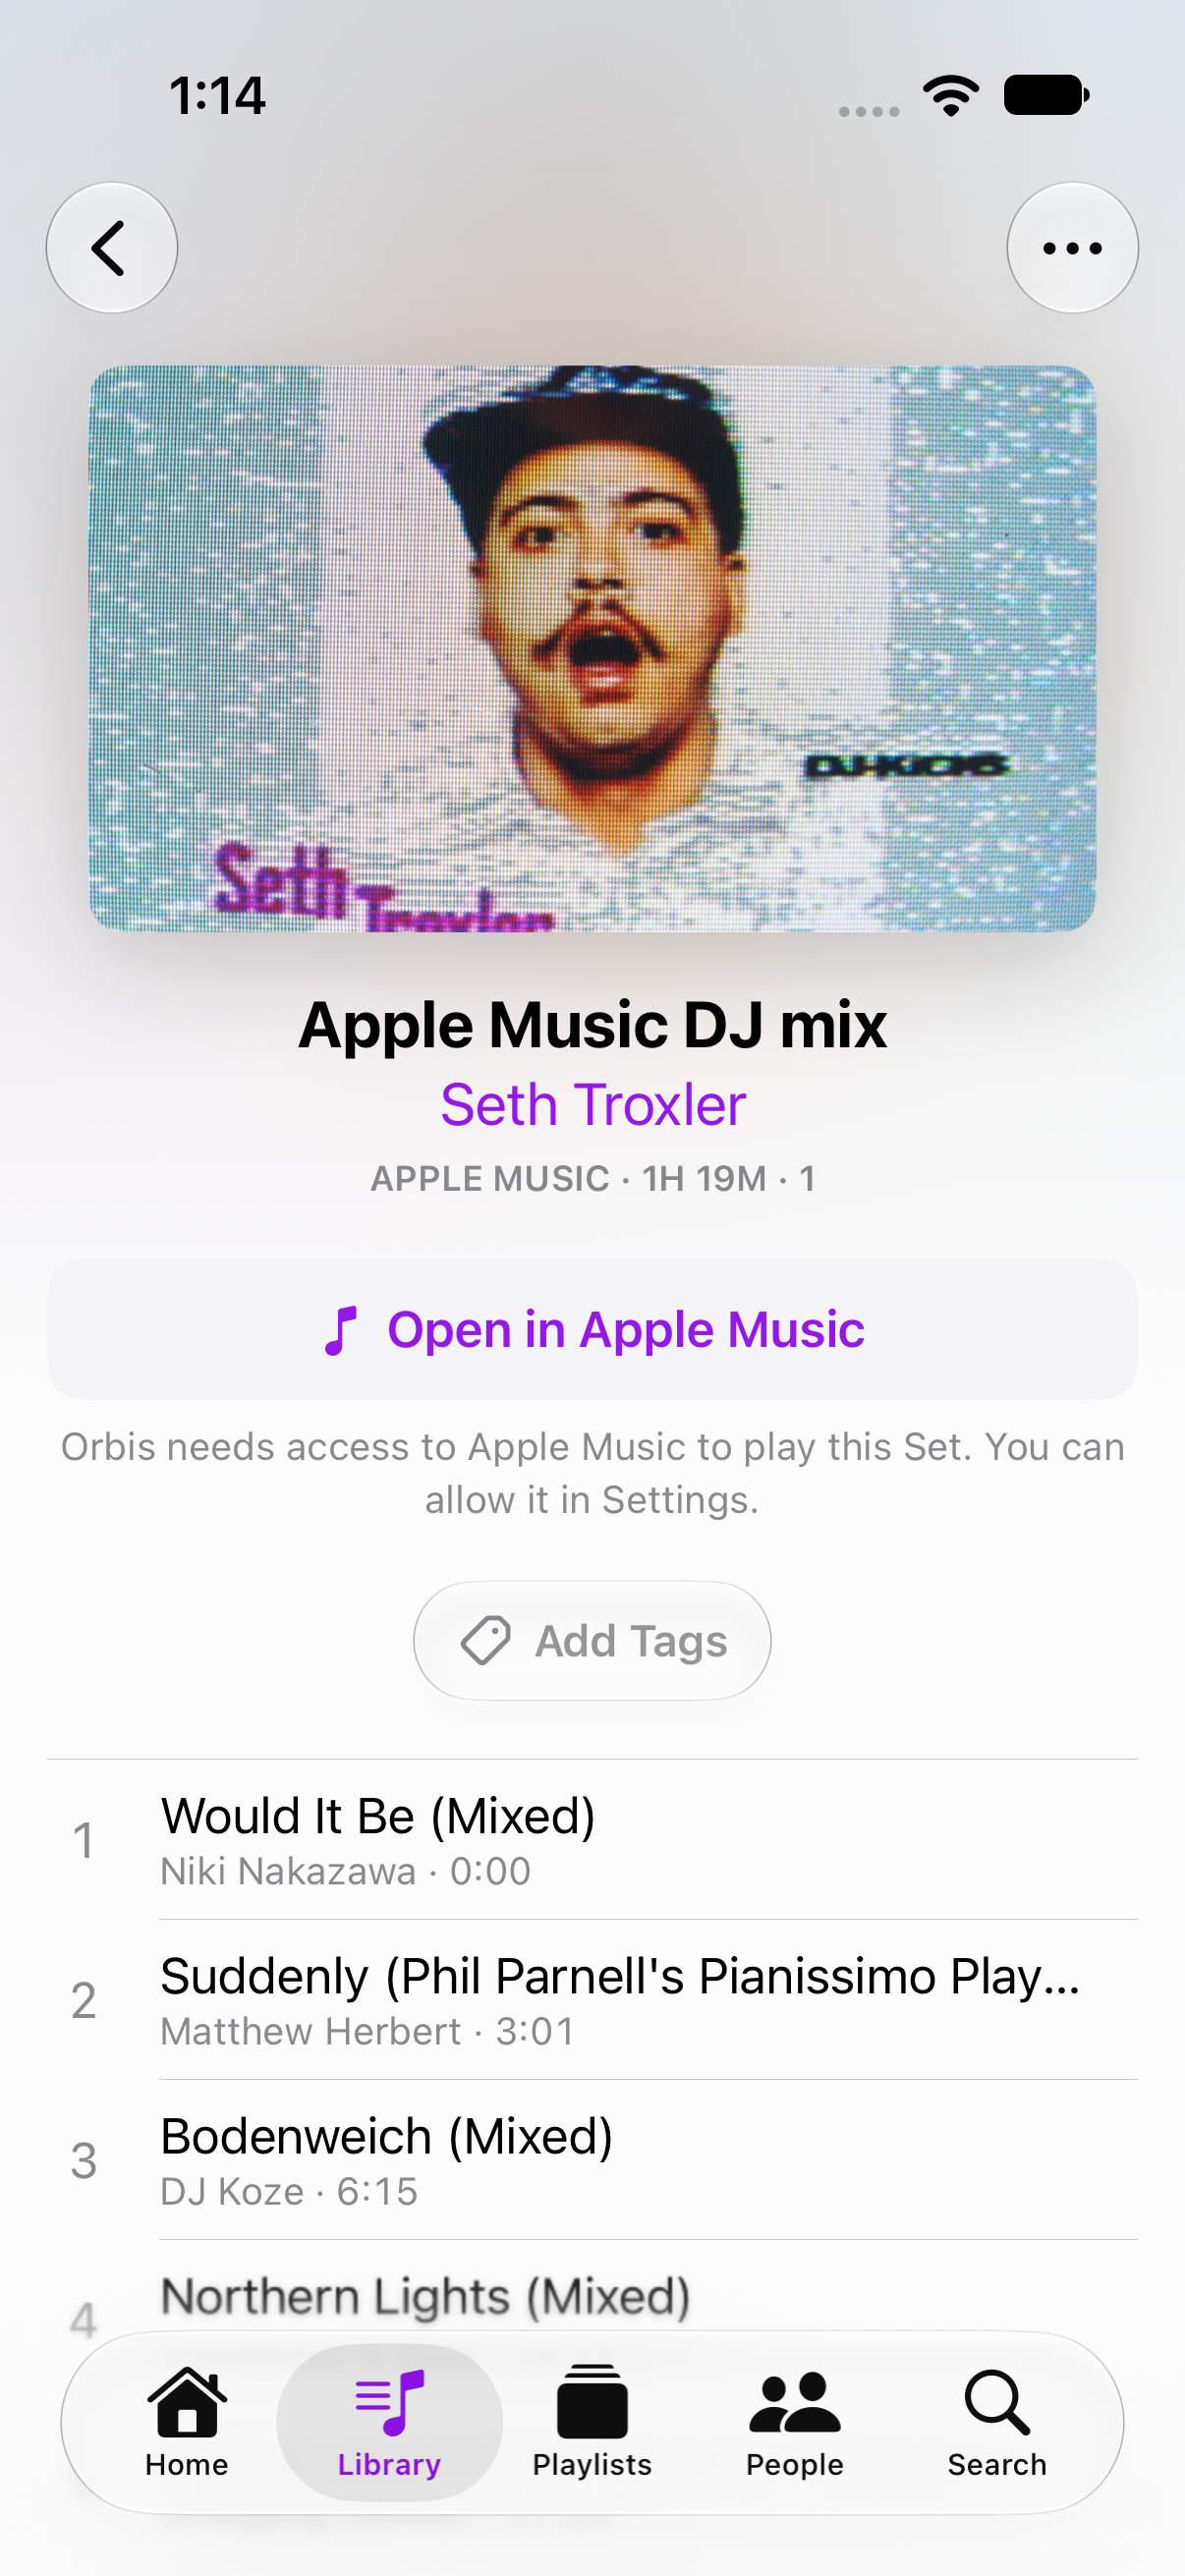 1:14
DJ-KICKS
Seth
Troxler
Apple Music DJ mix
Seth Troxler
APPLE MUSIC · 1H 19M · 1
Open in Apple Music
Orbis needs access to Apple Music to play this Set. You can
allow it in Settings.
Add Tags
1
Would It Be (Mixed)
Niki Nakazawa · 0:00
2
Suddenly (Phil Parnell's Pianissimo Play...
Matthew Herbert · 3:01
3
Bodenweich (Mixed)
DJ Koze · 6:15
4
Northern Lights (Mixed)
Home
Library
Playlists
People
Search